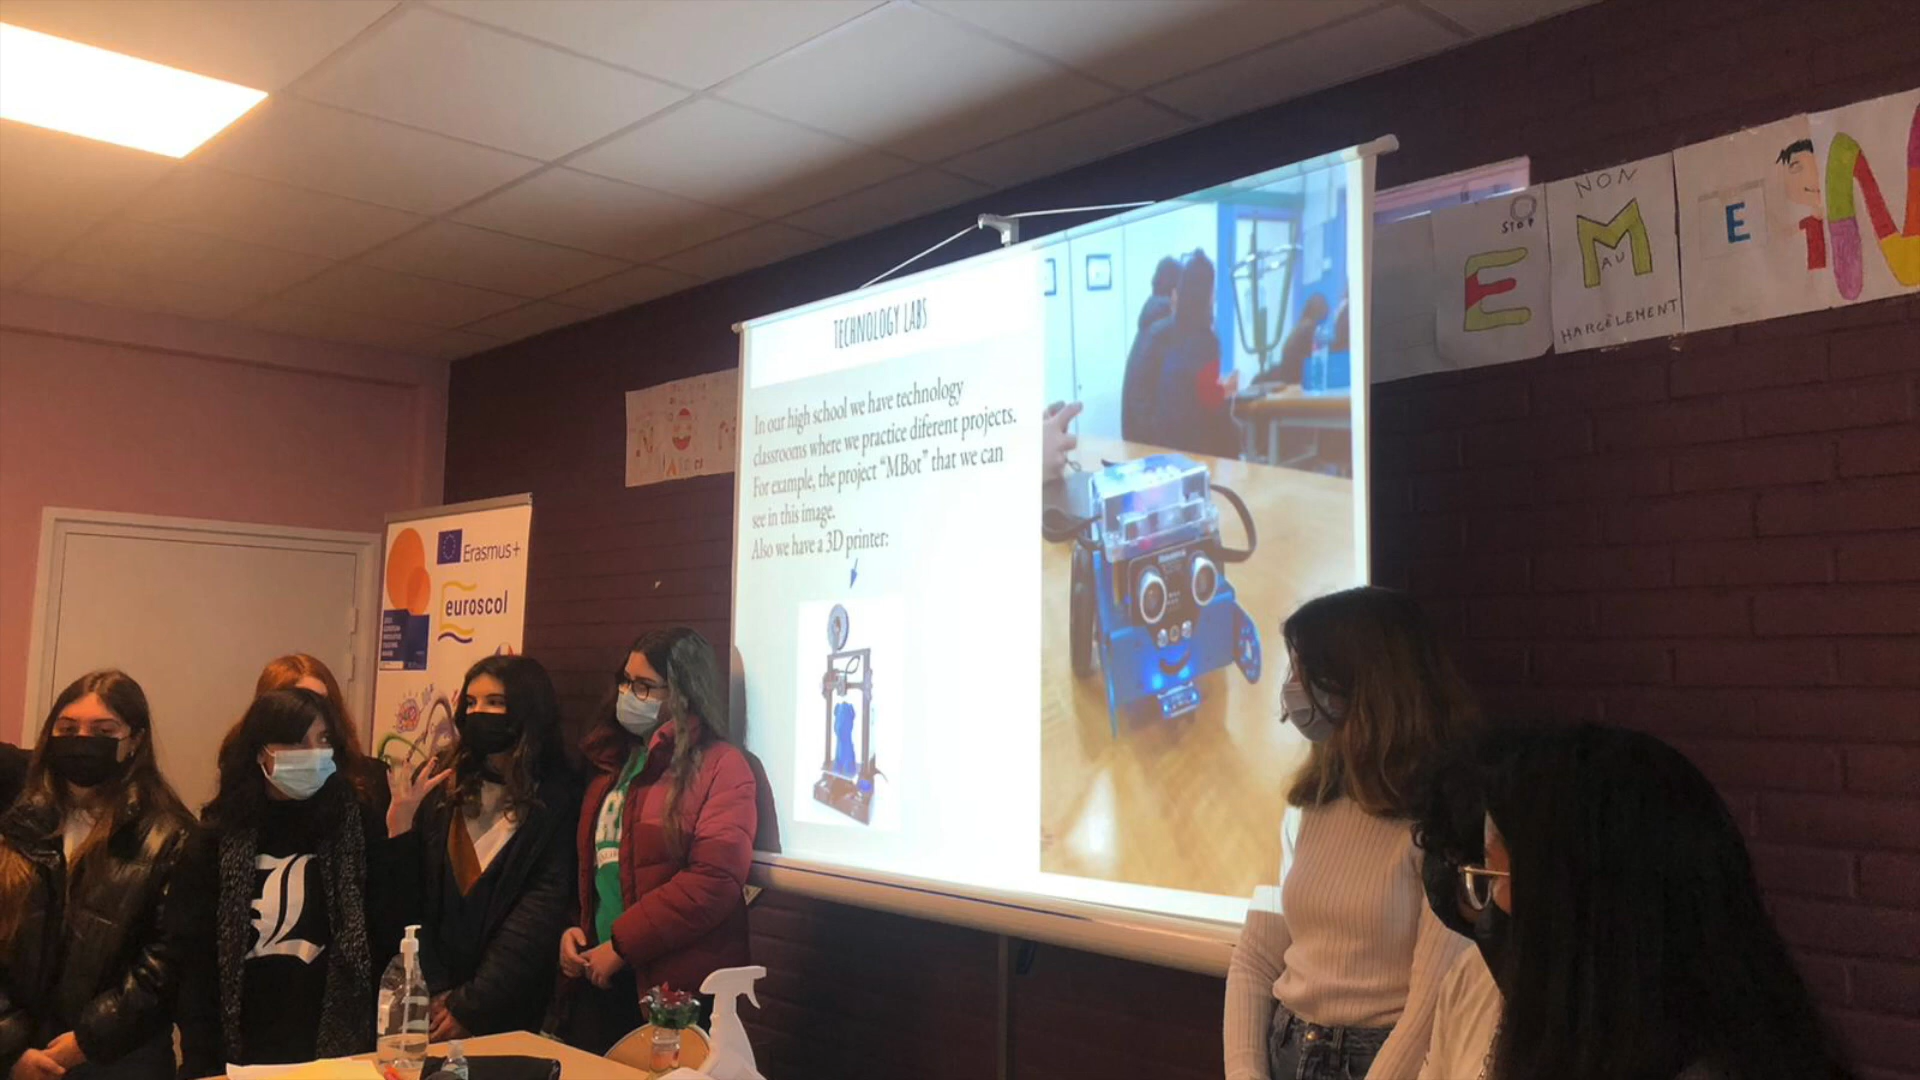 TECHNOLOGY LABS
In our high school we have technology
classrooms where we practice diferent projects.
For example, the project “MBot” that we can
see in this image.
Also we have a 3D printer:
Erasmus+
euroscol
L
STOP
E
NON
M
AU
HARCÈLEMENT
E
N
NON